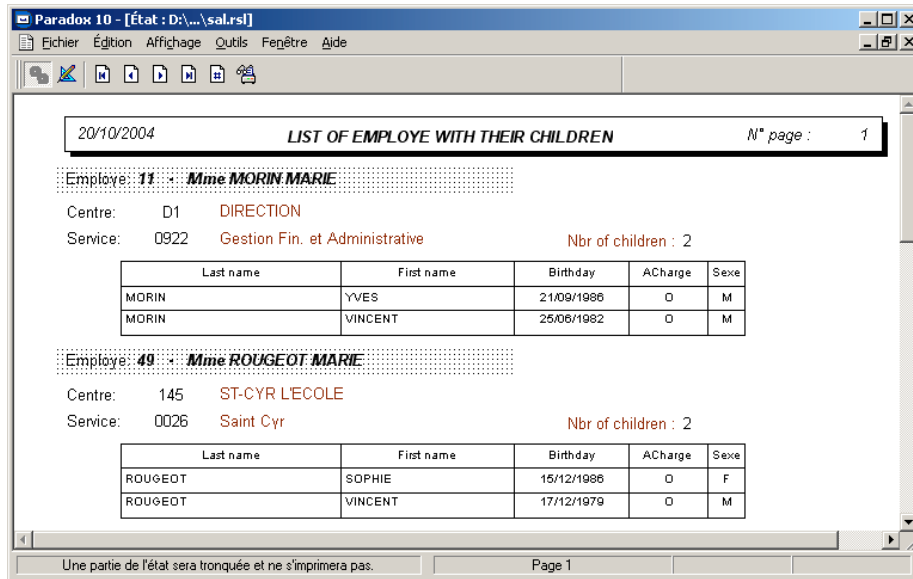 Paradox 10 - [État : D:\...\sal.rsl]
Fichier Édition Affichage Outils Fenêtre Aide
20/10/2004 LIST OF EMPLOYE WITH THEIR CHILDREN N° page : 1
Employe: 11 - Mme MORIN MARIE
Centre: D1 DIRECTION
Service: 0922 Gestion Fin. et Administrative Nbr of children : 2
Last name First name Birthday ACharge Sexe
MORIN YVES 21/09/1986 O M
MORIN VINCENT 25/06/1982 O M
Employe: 49 - Mme ROUGEOT MARIE
Centre: 145 ST-CYR L'ECOLE
Service: 0026 Saint Cyr Nbr of children : 2
Last name First name Birthday ACharge Sexe
ROUGEOT SOPHIE 15/12/1986 O F
ROUGEOT VINCENT 17/12/1979 O M
Une partie de l'état sera tronquée et ne s'imprimera pas. Page 1